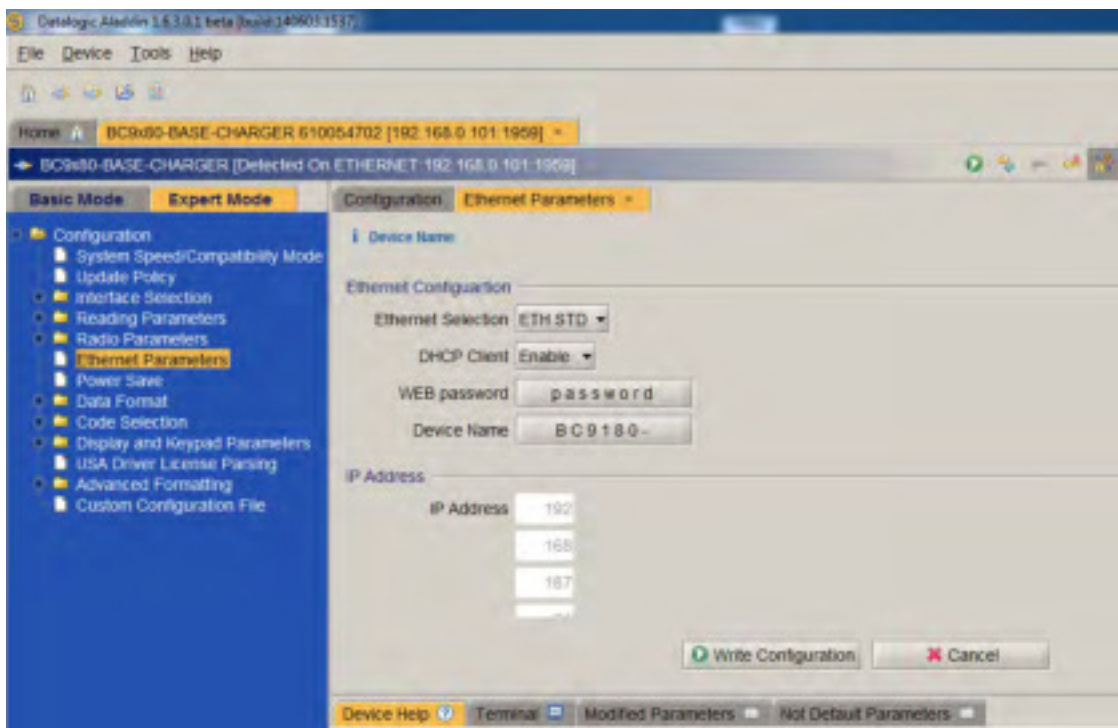 Datalogic Aladdin 1.6.3.0.1 beta (build:140603.1537)
File Device Tools Help
Home BC9x80-BASE-CHARGER 610054702 [192.168.0.101:1959]
BC9x80-BASE-CHARGER [Detected On ETHERNET 192.168.0.101:1959]
Basic Mode Expert Mode Configuration Ethernet Parameters
Configuration
System Speed/Compatibility Mode
Update Policy
Interface Selection
Reading Parameters
Radio Parameters
Ethernet Parameters
Power Save
Data Format
Code Selection
Display and Keypad Parameters
USA Driver License Parsing
Advanced Formatting
Custom Configuration File
i Device Name
Ethernet Configuartion
Ethernet Selection ETH STD
DHCP Client Enable
WEB password password
Device Name BC9180-
IP Address
IP Address 192
168
167
Write Configuration Cancel
Device Help Terminal Modified Parameters Not Default Parameters